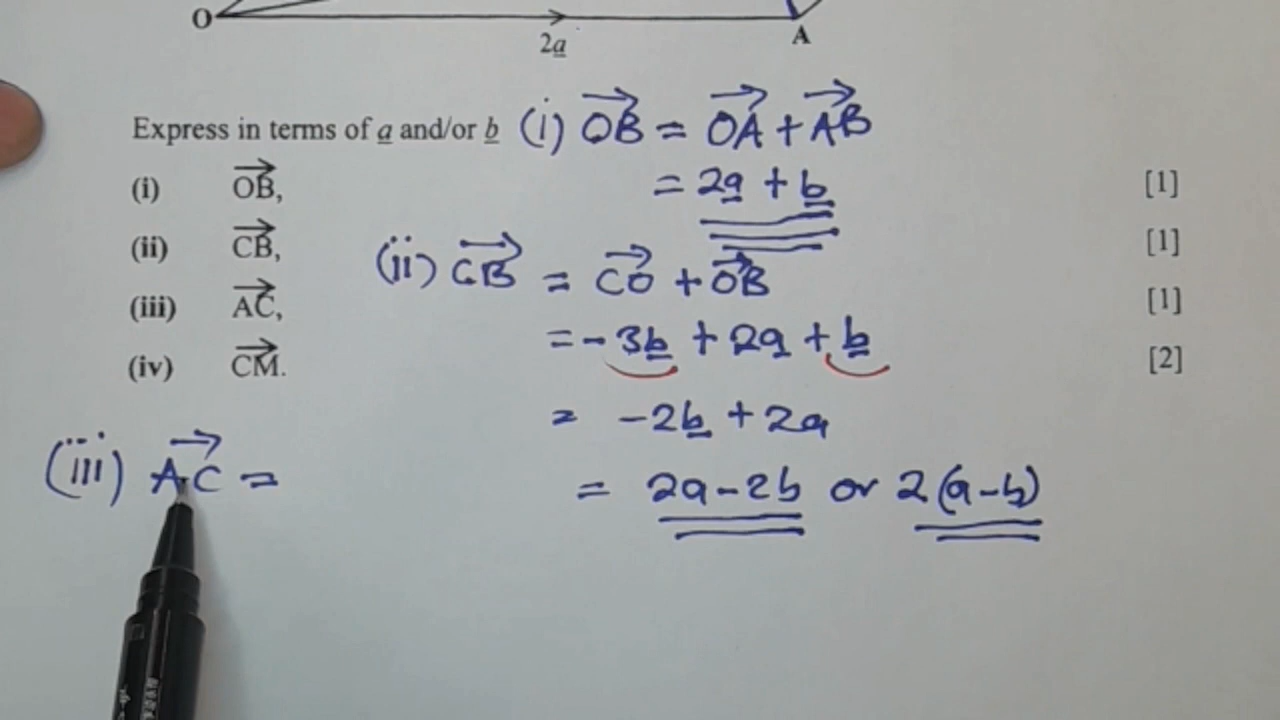 O
2a
A
Express in terms of a and/or b
(i) OB,
[1]
(ii) CB,
[1]
(iii) AC,
[1]
(iv) CM.
[2]
(i) OB = OA + AB
= 2a + b
(ii) CB = CO + OB
= -3b + 2a + b
= -2b + 2a
= 2a - 2b or 2(a-b)
(iii) AC =